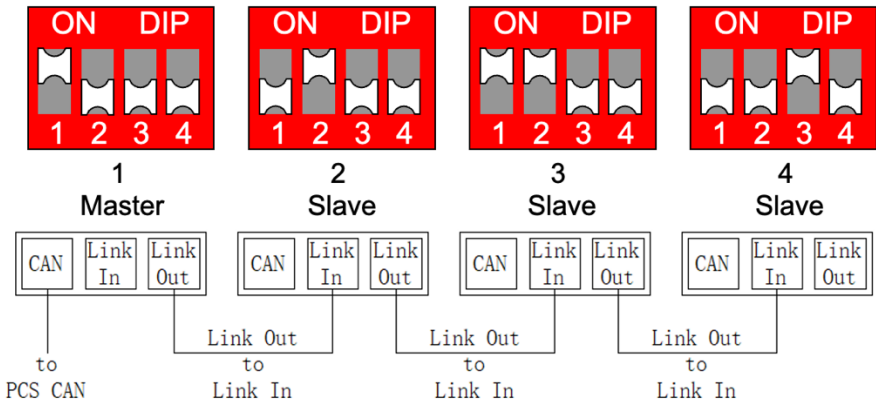 ON DIP ON DIP ON DIP ON DIP
1 2 3 4 1 2 3 4 1 2 3 4 1 2 3 4
1 2 3 4
Master Slave Slave Slave
CAN Link In Link Out CAN Link In Link Out CAN Link In Link Out CAN Link In Link Out
Link Out Link Out Link Out
to to to to
PCS CAN Link In Link In Link In